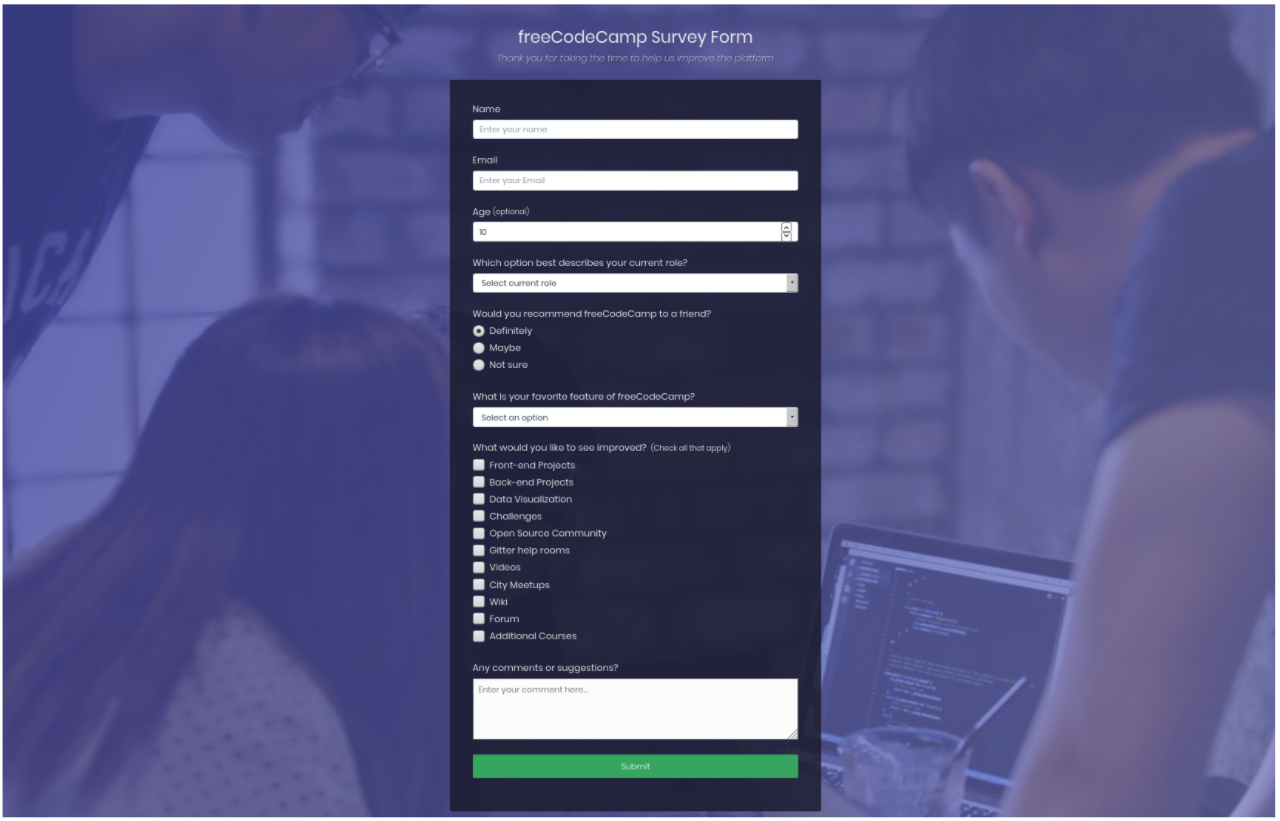 freeCodeCamp Survey Form
Thank you for taking the time to help us improve the platform
Name
Enter your name
Email
Enter your Email
Age (optional)
10
Which option best describes your current role?
Select current role
Would you recommend freeCodeCamp to a friend?
Definitely
Maybe
Not sure
What is your favorite feature of freeCodeCamp?
Select an option
What would you like to see improved? (Check all that apply)
Front-end Projects
Back-end Projects
Data Visualization
Challenges
Open Source Community
Gitter help rooms
Videos
City Meetups
Wiki
Forum
Additional Courses
Any comments or suggestions?
Enter your comment here...
Submit